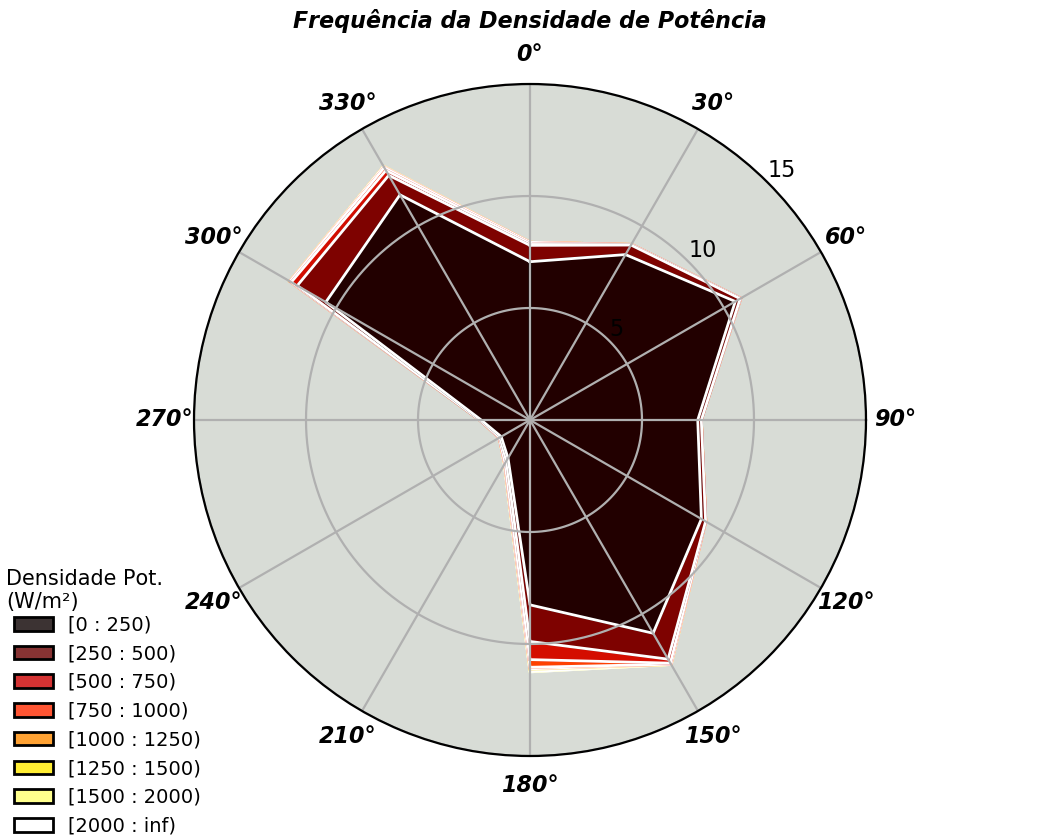 Frequência da Densidade de Potência
0°
330°
30°
15
300°
60°
10
5
270°
90°
Densidade Pot.
(W/m²)
240°
120°
[0 : 250)
[250 : 500)
[500 : 750)
[750 : 1000)
210°
150°
[1000 : 1250)
[1250 : 1500)
180°
[1500 : 2000)
[2000 : inf)